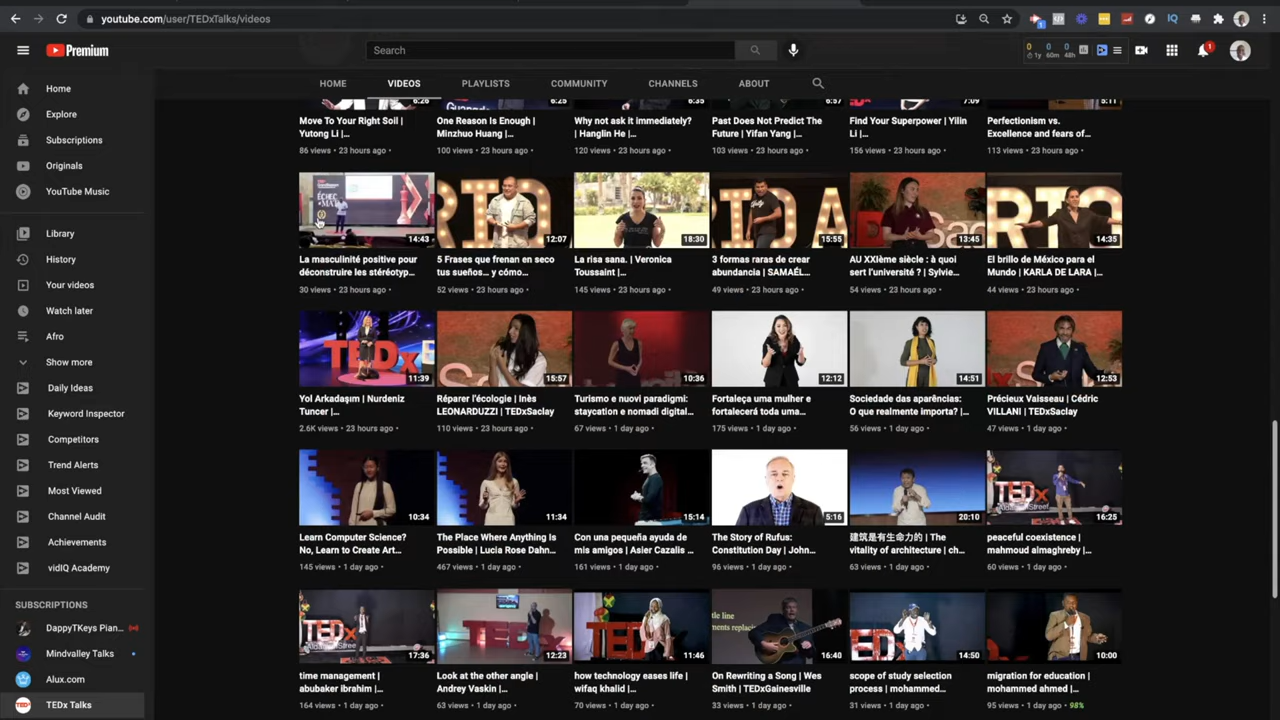 youtube.com/user/TEDxTalks/videos
Premium
Search
0 0 0
1y 60m 48h
1
HOME VIDEOS PLAYLISTS COMMUNITY CHANNELS ABOUT
Home
Explore
Subscriptions
Originals
YouTube Music
Library
History
Your videos
Watch later
Afro
Show more
Daily Ideas
Keyword Inspector
Competitors
Trend Alerts
Most Viewed
Channel Audit
Achievements
vidIQ Academy
SUBSCRIPTIONS
DappyTKeys Pian...
Mindvalley Talks
Alux.com
TEDx Talks
6:26 6:25 6:35 6:57 7:09 5:11
Move To Your Right Soil |
Yutong Li |...
86 views • 23 hours ago •
One Reason Is Enough |
Minzhuo Huang |...
100 views • 23 hours ago •
Why not ask it immediately?
| Hanglin He |...
120 views • 23 hours ago •
Past Does Not Predict The
Future | Yifan Yang |...
103 views • 23 hours ago •
Find Your Superpower | Yilin
Li |...
156 views • 23 hours ago •
Perfectionism vs.
Excellence and fears of...
113 views • 23 hours ago •
14:43 12:07 18:30 15:55 13:45 14:35
La masculinité positive pour
déconstruire les stéréotyp...
30 views • 23 hours ago •
5 Frases que frenan en seco
tus sueños... y cómo...
52 views • 23 hours ago •
La risa sana. | Veronica
Toussaint |...
145 views • 23 hours ago •
3 formas raras de crear
abundancia | SAMAÉL...
49 views • 23 hours ago •
AU XXIème siècle : à quoi
sert l'université ? | Sylvie...
54 views • 23 hours ago •
El brillo de México para el
Mundo | KARLA DE LARA |...
44 views • 23 hours ago •
11:39 15:57 10:36 12:12 14:51 12:53
Yol Arkadaşım | Nurdeniz
Tuncer |...
2.6K views • 23 hours ago •
Réparer l'écologie | Inès
LEONARDUZZI | TEDxSaclay
110 views • 23 hours ago •
Turismo e nuovi paradigmi:
staycation e nomadi digital...
67 views • 1 day ago •
Fortaleça uma mulher e
fortalecerá toda uma...
175 views • 1 day ago •
Sociedade das aparências:
O que realmente importa? |...
56 views • 1 day ago •
Précieux Vaisseau | Cédric
VILLANI | TEDxSaclay
47 views • 1 day ago •
10:34 11:34 15:14 5:16 20:10 16:25
Learn Computer Science?
No, Learn to Create Art...
145 views • 1 day ago •
The Place Where Anything Is
Possible | Lucia Rose Dahn...
467 views • 1 day ago •
Con una pequeña ayuda de
mis amigos | Asier Cazalis ...
161 views • 1 day ago •
The Story of Rufus:
Constitution Day | John...
96 views • 1 day ago •
建筑是有生命力的 | The
vitality of architecture | ch...
63 views • 1 day ago •
peaceful coexistence |
mahmoud almaghreby |...
60 views • 1 day ago •
17:36 12:23 11:46 16:40 14:50 10:00
time management |
abubaker ibrahim |...
164 views • 1 day ago •
Look at the other angle |
Andrey Vaskin |...
63 views • 1 day ago •
how technology eases life |
wifaq khalid |...
70 views • 1 day ago •
On Rewriting a Song | Wes
Smith | TEDxGainesville
33 views • 1 day ago •
scope of study selection
process | mohammed...
31 views • 1 day ago •
migration for education |
mohammed ahmed |...
95 views • 1 day ago • 98%